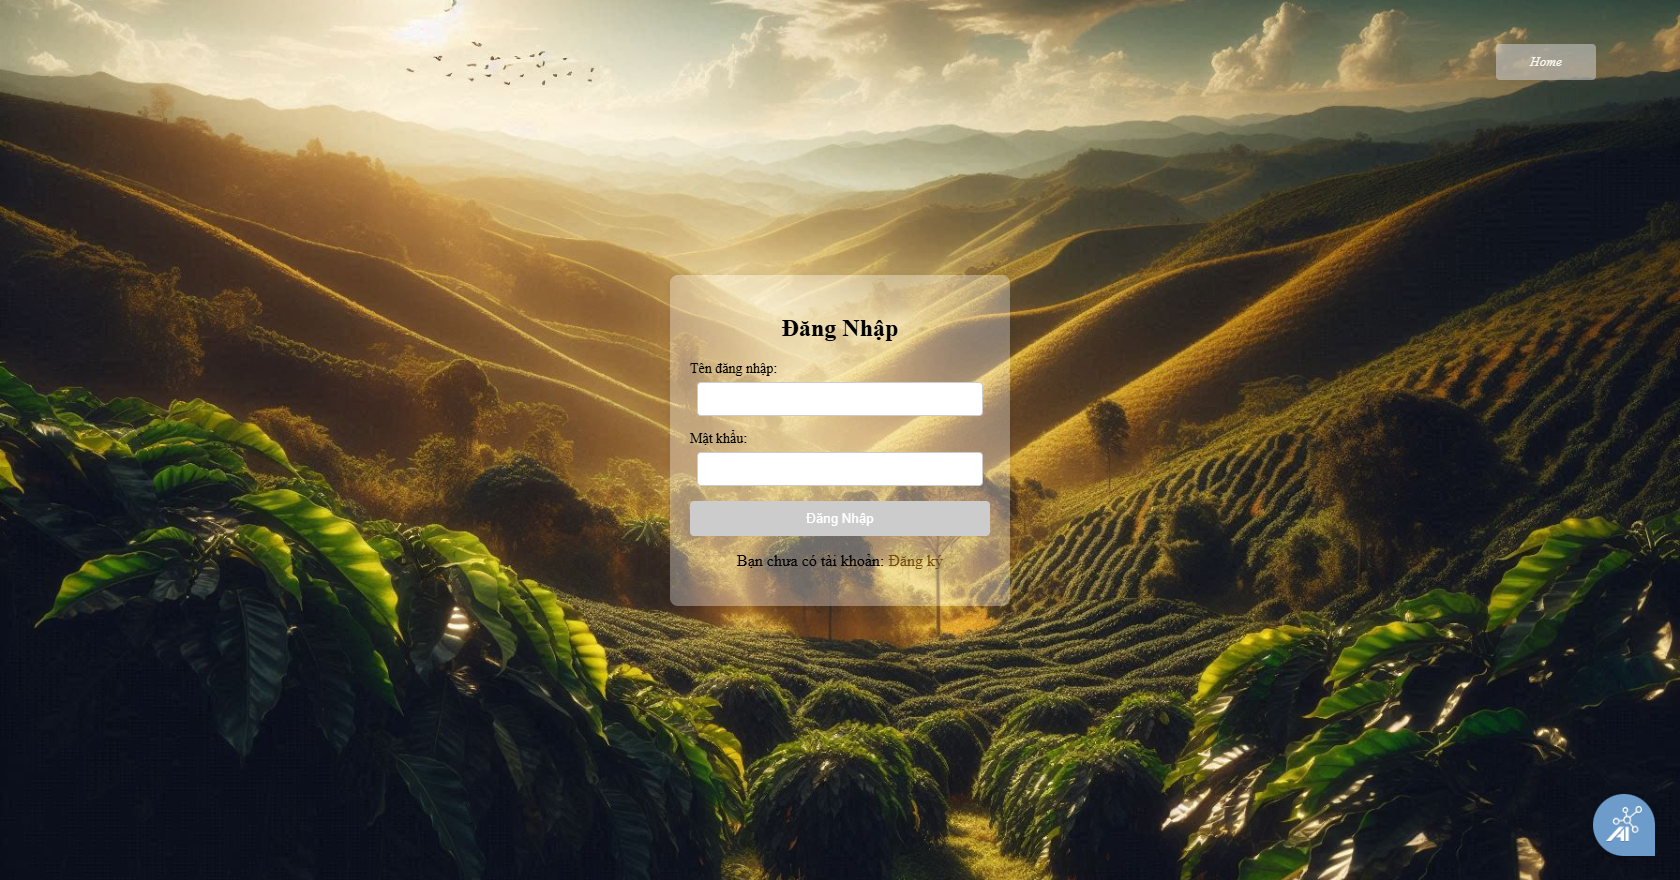 Home
Đăng Nhập
Tên đăng nhập:
Mật khẩu:
Đăng Nhập
Bạn chưa có tài khoản: Đăng ký
AI